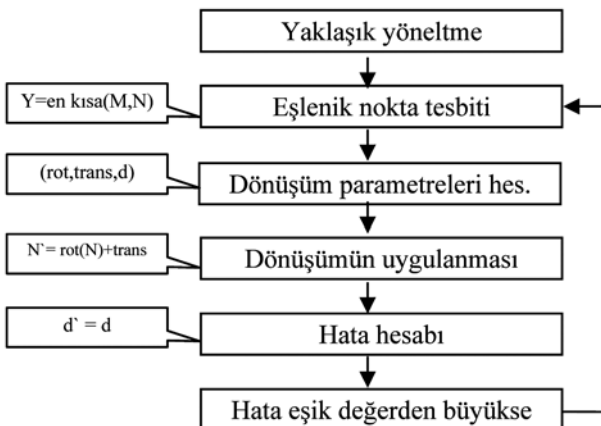 Yaklaşık yöneltme
Y=en kısa(M,N)
Eşlenik nokta tesbiti
(rot,trans,d)
Dönüşüm parametreleri hes.
N`= rot(N)+trans
Dönüşümün uygulanması
d` = d
Hata hesabı
Hata eşik değerden büyükse